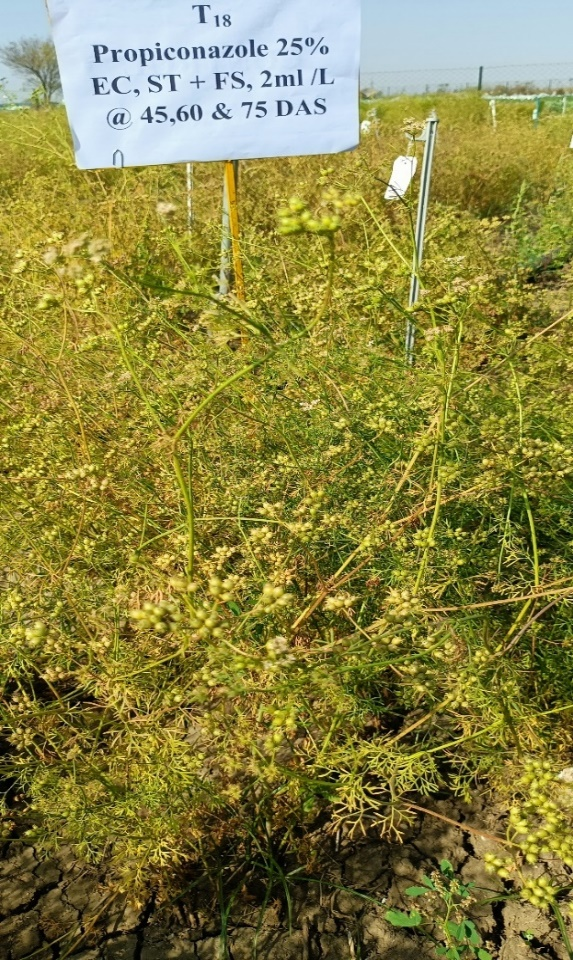 T₁₈
Propiconazole 25%
EC, ST + FS, 2ml /L
@ 45,60 & 75 DAS